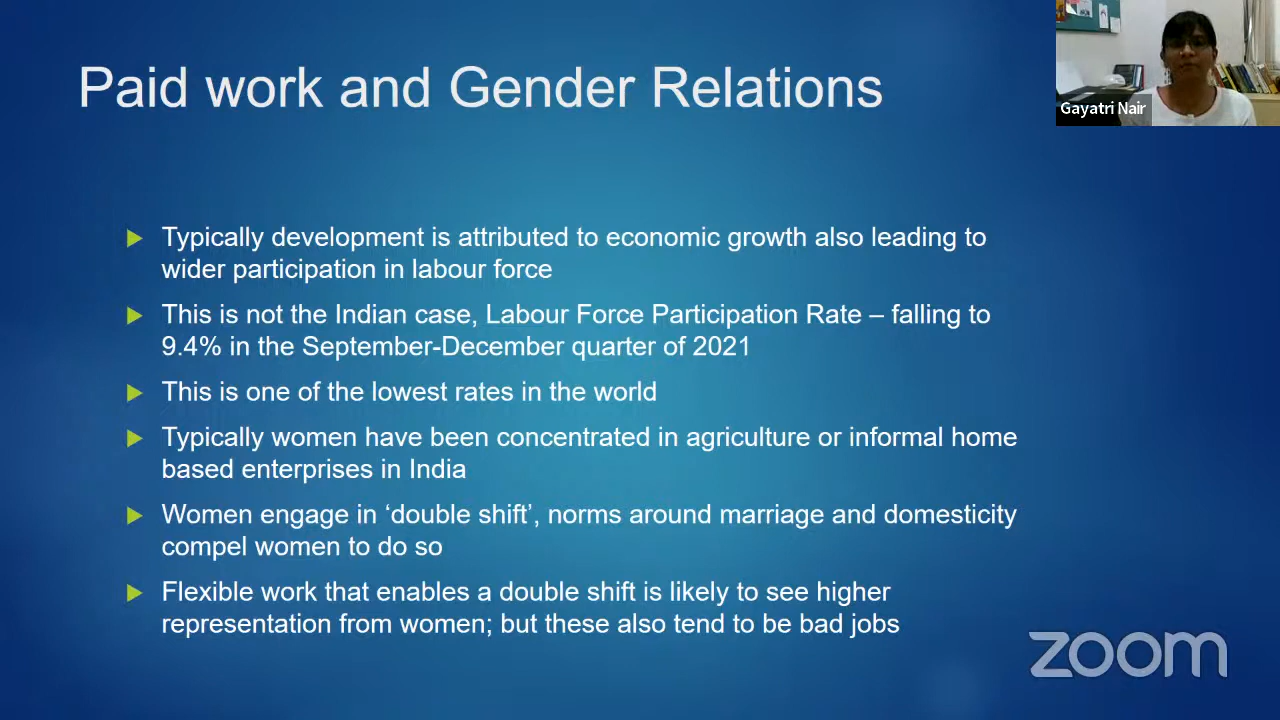 Paid work and Gender Relations
Gayatri Nair
Typically development is attributed to economic growth also leading to
wider participation in labour force
This is not the Indian case, Labour Force Participation Rate – falling to
9.4% in the September-December quarter of 2021
This is one of the lowest rates in the world
Typically women have been concentrated in agriculture or informal home
based enterprises in India
Women engage in ‘double shift’, norms around marriage and domesticity
compel women to do so
Flexible work that enables a double shift is likely to see higher
representation from women; but these also tend to be bad jobs
zoom